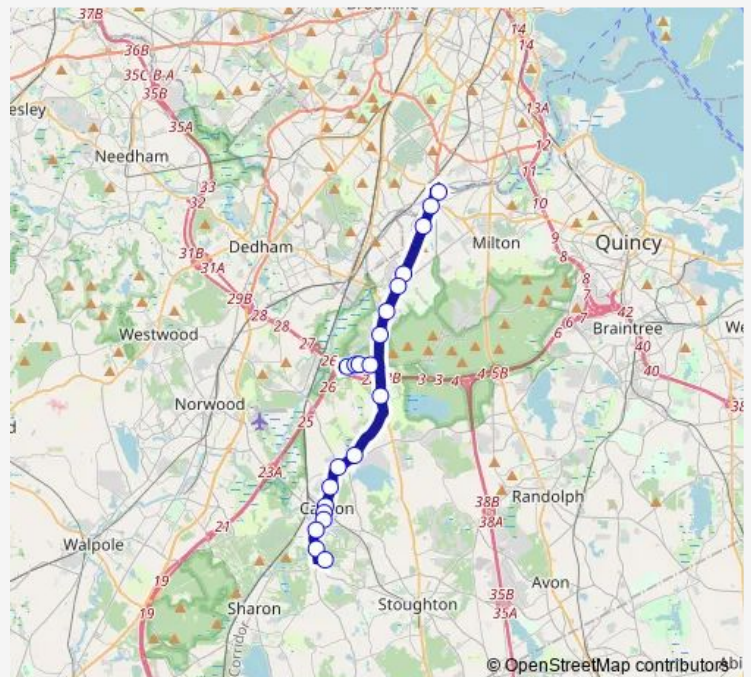 37B
14
36B
14
35C-B-A
35B
13A
35A
Needham
12
33
11
32
10
Dedham
Milton
Quincy
9
31B
8
31A
8
29B
7
28
7
42
28
6
6
Braintree
Westwood
27
40
26
3
3
4
4-5B
26
40
Norwood
25
23A
38B
38A
Randolph
21
Walpole
19
Avon
35B
35A
19
Sharon
Stoughton
Corridor
© OpenStreetMap contributors